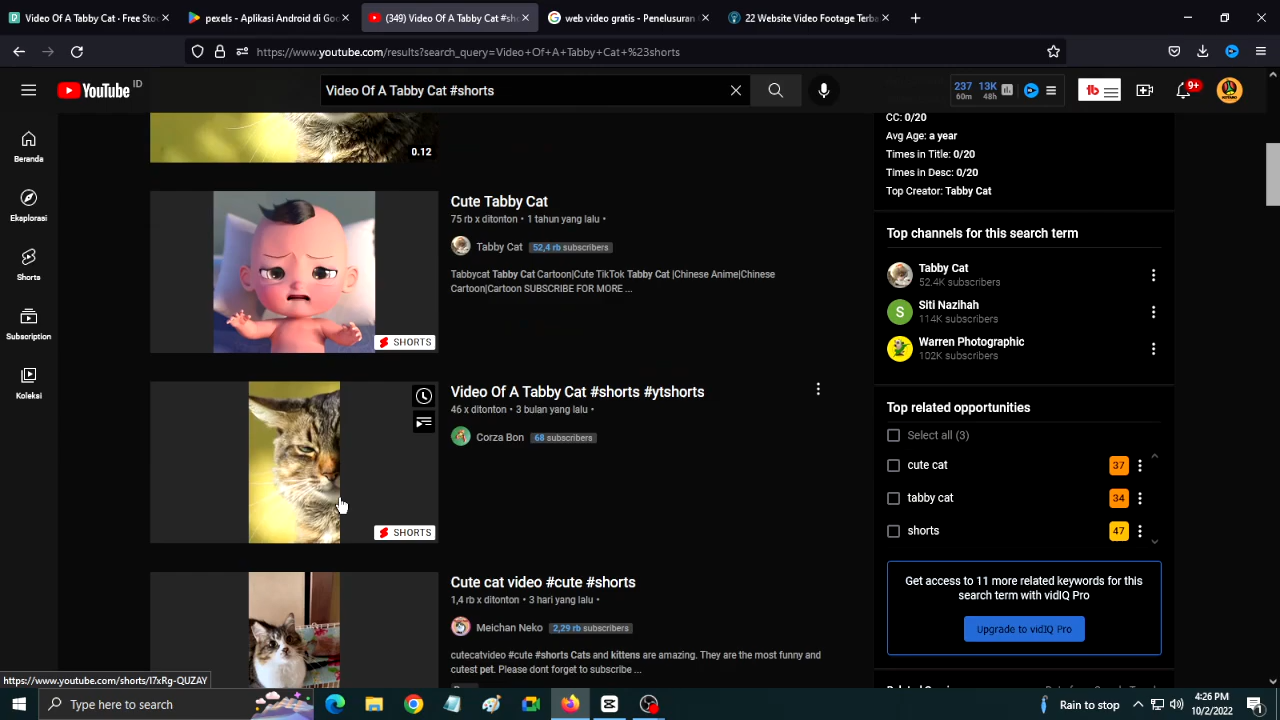 Video Of A Tabby Cat - Free Stoc
pexels - Aplikasi Android di Goo
(349) Video Of A Tabby Cat #sho
web video gratis - Penelusuran
22 Website Video Footage Terba
https://www.youtube.com/results?search_query=Video+Of+A+Tabby+Cat+%23shorts
YouTube ID
Video Of A Tabby Cat #shorts
237 13K
60m 48h
tb
9+
Beranda
Eksplorasi
Shorts
Subscription
Koleksi
0.12
Cute Tabby Cat
75 rb x ditonton • 1 tahun yang lalu •
Tabby Cat 52,4 rb subscribers
Tabbycat Tabby Cat Cartoon|Cute TikTok Tabby Cat |Chinese Anime|Chinese
Cartoon|Cartoon SUBSCRIBE FOR MORE ...
SHORTS
Video Of A Tabby Cat #shorts #ytshorts
46 x ditonton • 3 bulan yang lalu •
Corza Bon 68 subscribers
SHORTS
Cute cat video #cute #shorts
1,4 rb x ditonton • 3 hari yang lalu •
Meichan Neko 2,29 rb subscribers
cutecatvideo #cute #shorts Cats and kittens are amazing. They are the most funny and
cutest pet. Please dont forget to subscribe ...
CC: 0/20
Avg Age: a year
Times in Title: 0/20
Times in Desc: 0/20
Top Creator: Tabby Cat
Top channels for this search term
Tabby Cat
52.4K subscribers
S
Siti Nazihah
114K subscribers
Warren Photographic
102K subscribers
Top related opportunities
Select all (3)
cute cat 37
tabby cat 34
shorts 47
Get access to 11 more related keywords for this
search term with vidIQ Pro
Upgrade to vidIQ Pro
https://www.youtube.com/shorts/I7xRg-QUZAY
Type here to search
Rain to stop
4:26 PM
10/2/2022